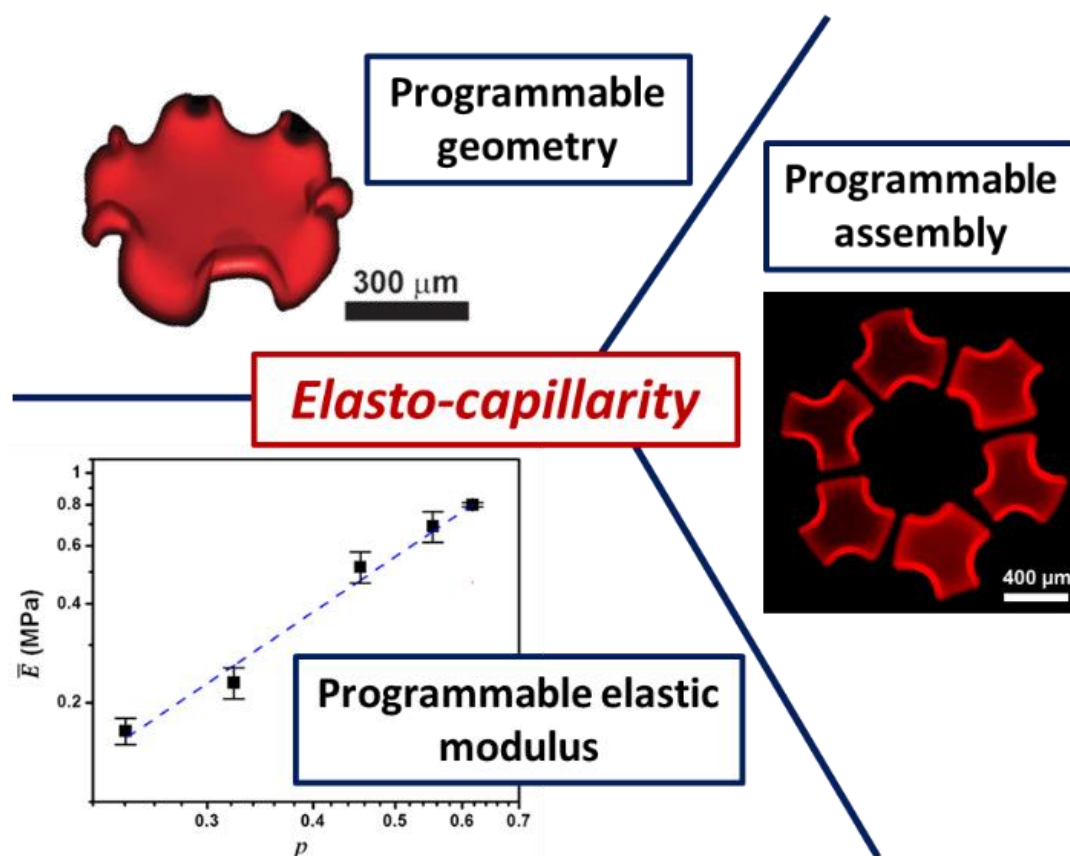 Programmable
geometry
300 μm
Programmable
assembly
400 μm
Elasto-capillarity
1
0.8
0.6
0.4
0.2
E̅ (MPa)
0.3
0.4
0.5
0.6
0.7
p
Programmable elastic
modulus